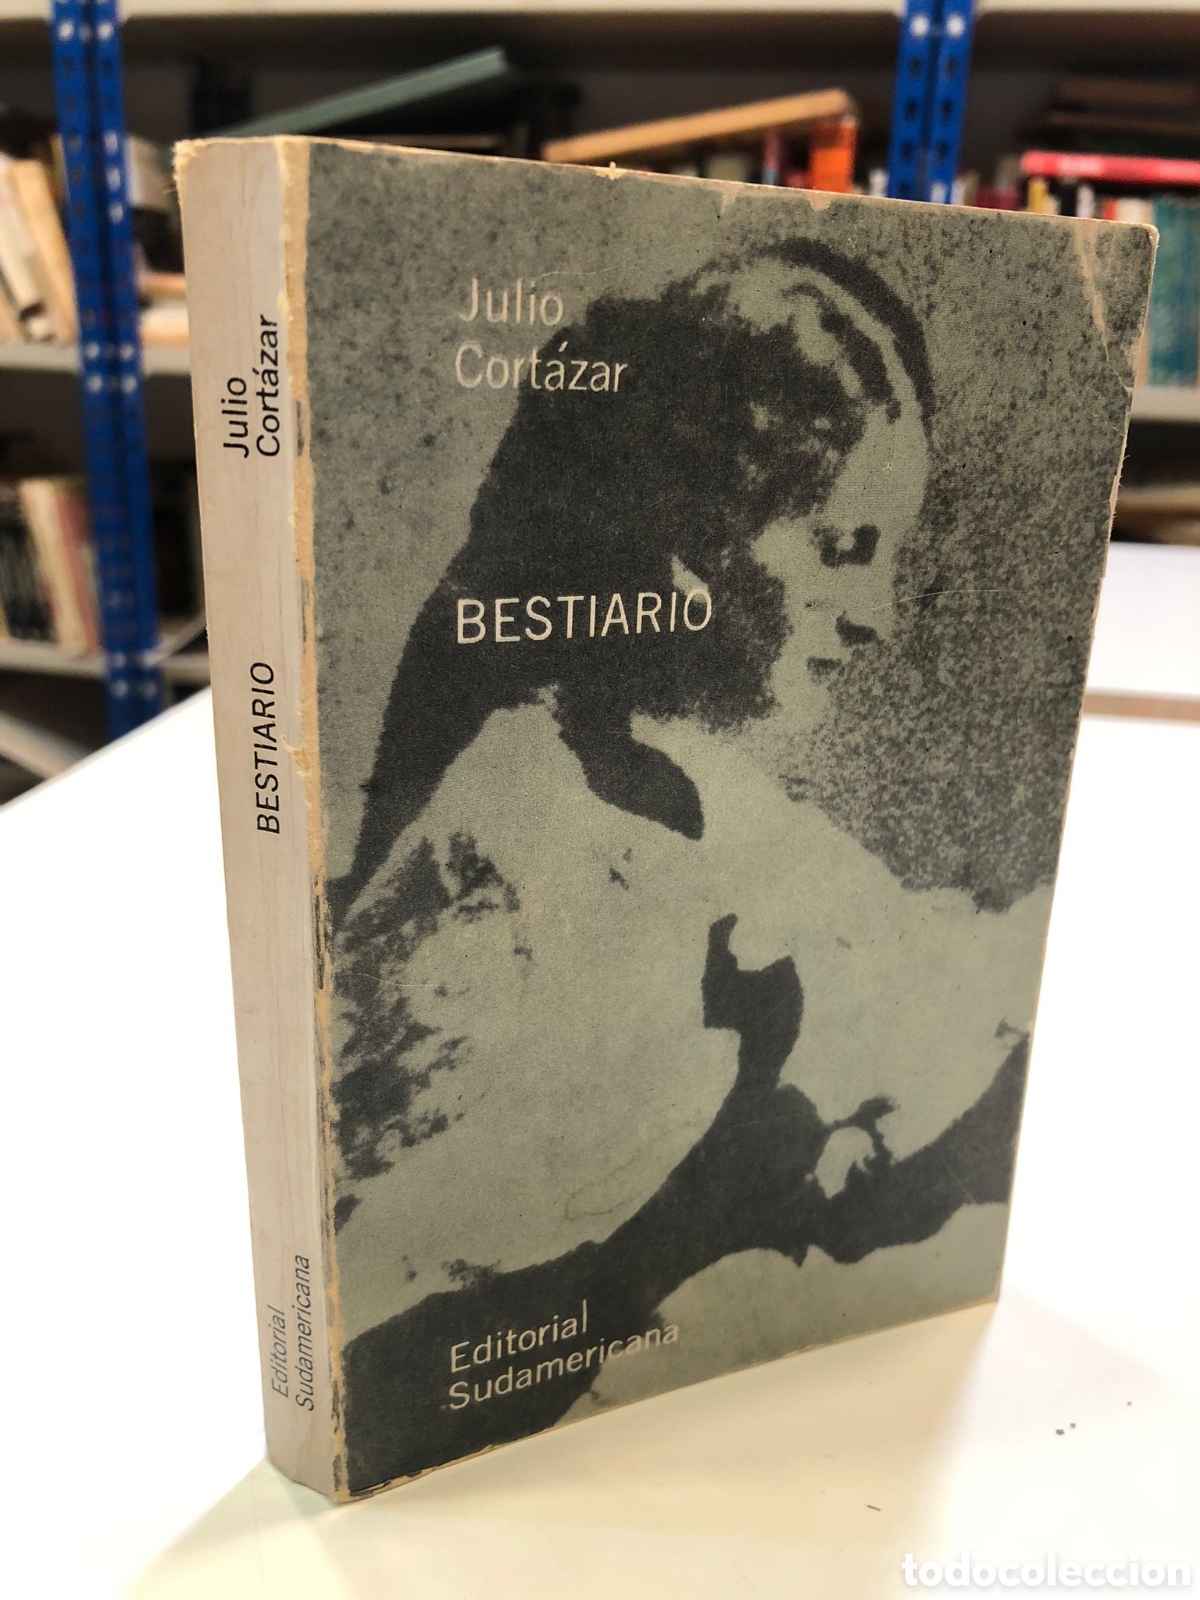 Julio
Cortázar
BESTIARIO
Editorial
Sudamericana
Julio
Cortázar
BESTIARIO
Editorial
Sudamericana
todocoleccion